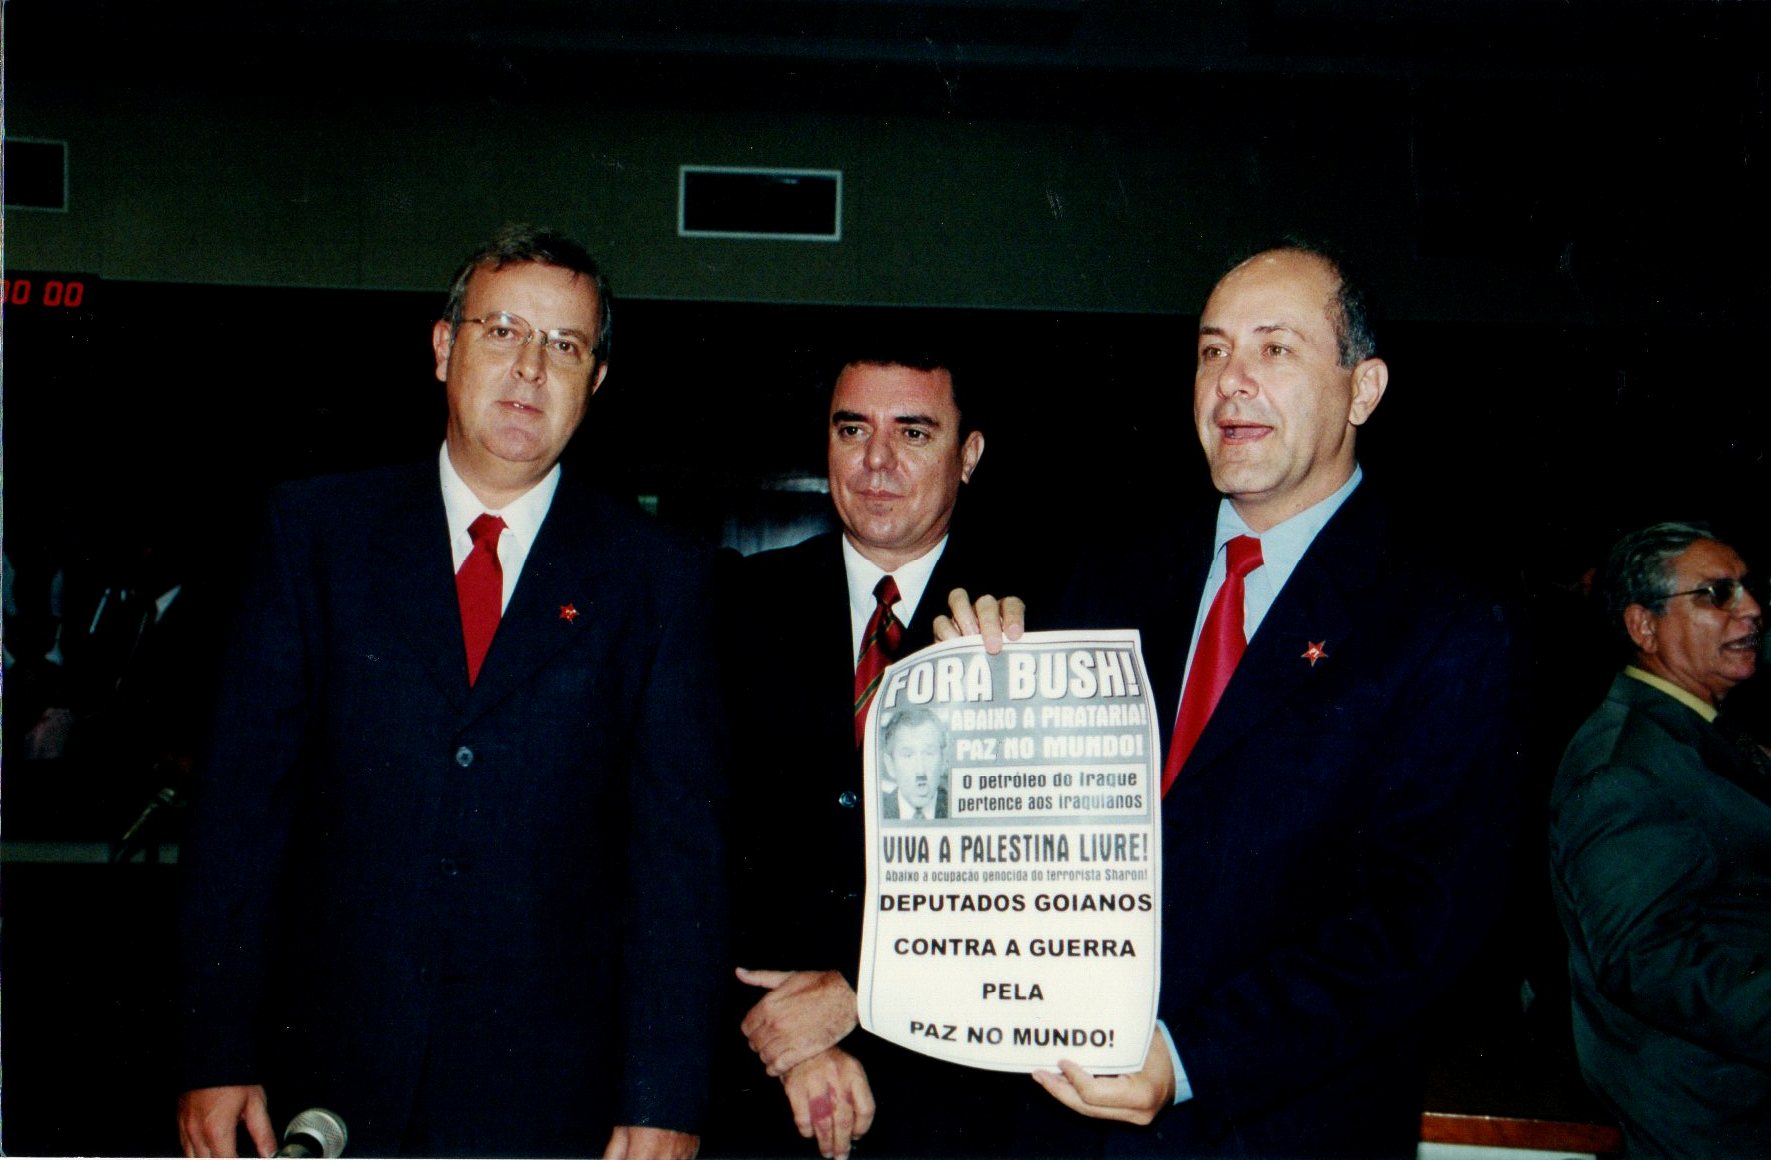 00 00
FORA BUSH!
ABAIXO A PIRATARIA!
PAZ NO MUNDO!
O petróleo do Iraque
pertence aos iraquianos
VIVA A PALESTINA LIVRE!
Abaixo a ocupação genocida do terrorista Sharon!
DEPUTADOS GOIANOS
CONTRA A GUERRA
PELA
PAZ NO MUNDO!